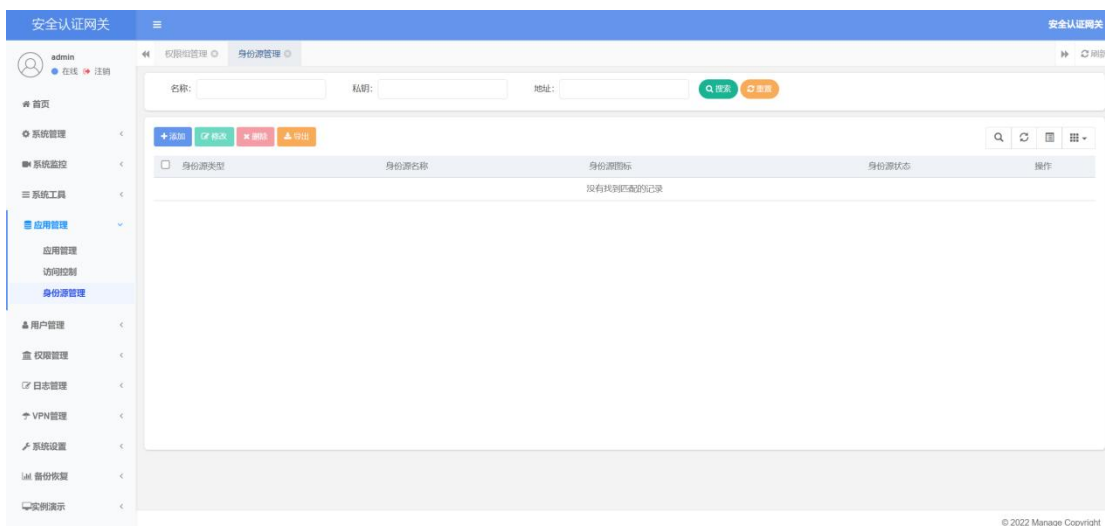 安全认证网关
安全认证网关
admin
在线 注销
权限组管理 身份源管理
刷新
名称:
私钥:
地址:
搜索 重置
首页
系统管理
系统监控
系统工具
应用管理
应用管理
访问控制
身份源管理
用户管理
权限管理
日志管理
VPN管理
系统设置
备份恢复
实例演示
添加 修改 删除 导出
身份源类型 身份源名称 身份源图标 身份源状态 操作
没有找到匹配的记录
© 2022 Manage Copyright